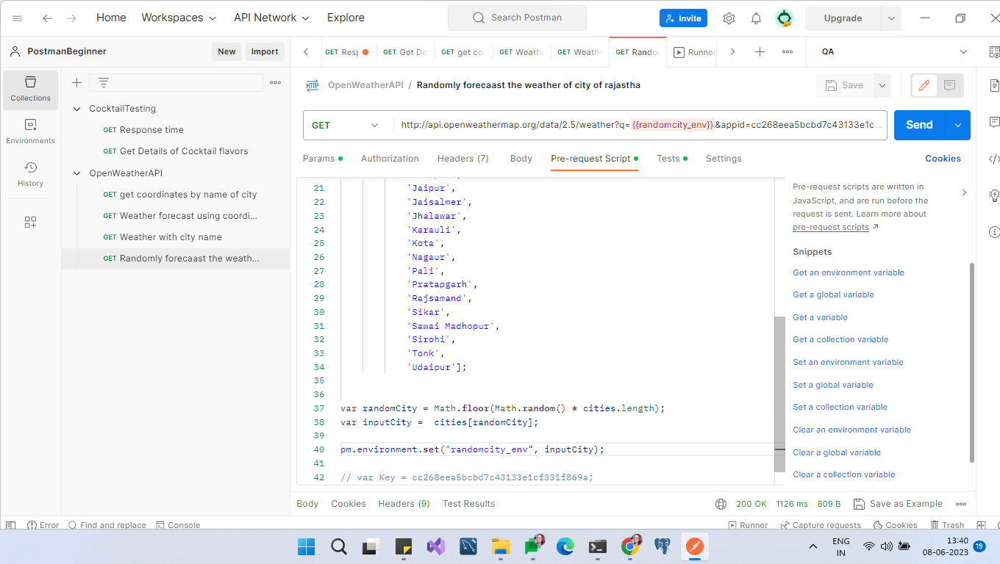 Home Workspaces API Network Explore Search Postman Invite Upgrade
PostmanBeginner New Import
GET Resp GET Get De GET get coo GET Weath GET Weath GET Rando Runner QA
Collections
Environments
History
CocktailTesting
GET Response time
GET Get Details of Cocktail flavors
OpenWeatherAPI
GET get coordinates by name of city
GET Weather forecast using coordi...
GET Weather with city name
GET Randomly forecaast the weath...
HTTP OpenWeatherAPI / Randomly forecaast the weather of city of rajastha Save
GET http://api.openweathermap.org/data/2.5/weather?q={{randomcity_env}}&appid=cc268eea5bcbd7c43133e1c... Send
Params Authorization Headers (7) Body Pre-request Script Tests Settings Cookies
21 'Jaipur',
22 'Jaisalmer',
23 'Jhalawar',
24 'Karauli',
25 'Kota',
26 'Nagaur',
27 'Pali',
28 'Pratapgarh',
29 'Rajsamand',
30 'Sikar',
31 'Sawai Madhopur',
32 'Sirohi',
33 'Tonk',
34 'Udaipur'];
35
36
37 var randomCity = Math.floor(Math.random() * cities.length);
38 var inputCity =  cities[randomCity];
39
40 pm.environment.set("randomcity_env", inputCity);
41
42 // var Key = cc268eea5bcbd7c43133e1cf331f869a;
Pre-request scripts are written in
JavaScript, and are run before the
request is sent. Learn more about
pre-request scripts
Snippets
Get an environment variable
Get a global variable
Get a variable
Get a collection variable
Set an environment variable
Set a global variable
Set a collection variable
Clear an environment variable
Clear a global variable
Clear a collection variable
Body Cookies Headers (9) Test Results 200 OK 1126 ms 809 B Save as Example
Error Find and replace Console Runner Capture requests Cookies Trash
ENG
IN
13:40
08-06-2023
19